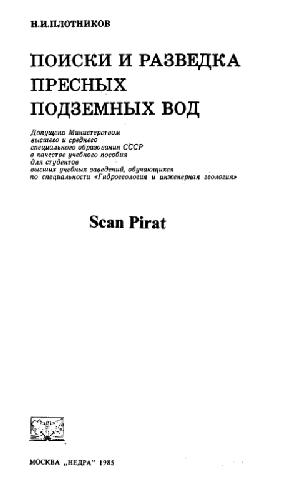 Н.И.ПЛОТНИКОВ
ПОИСКИ И РАЗВЕДКА
ПРЕСНЫХ
ПОДЗЕМНЫХ ВОД
Допущено Министерством
высшего и среднего
специального образования СССР
в качестве учебного пособия
для студентов
высших учебных заведений, обучающихся
по специальности «Гидрогеология и инженерная геология»
Scan Pirat
МОСКВА „НЕДРА" 1985